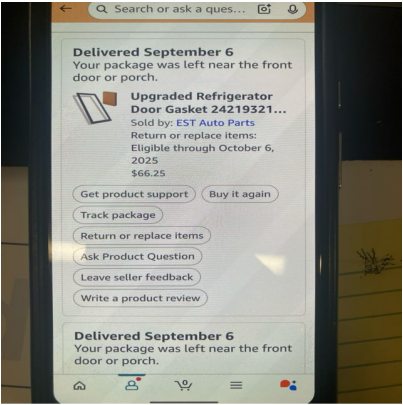 Search or ask a ques...
Delivered September 6
Your package was left near the front
door or porch.
Upgraded Refrigerator
Door Gasket 24219321...
Sold by: EST Auto Parts
Return or replace items:
Eligible through October 6,
2025
$66.25
Get product support
Buy it again
Track package
Return or replace items
Ask Product Question
Leave seller feedback
Write a product review
Delivered September 6
Your package was left near the front
door or porch.
0